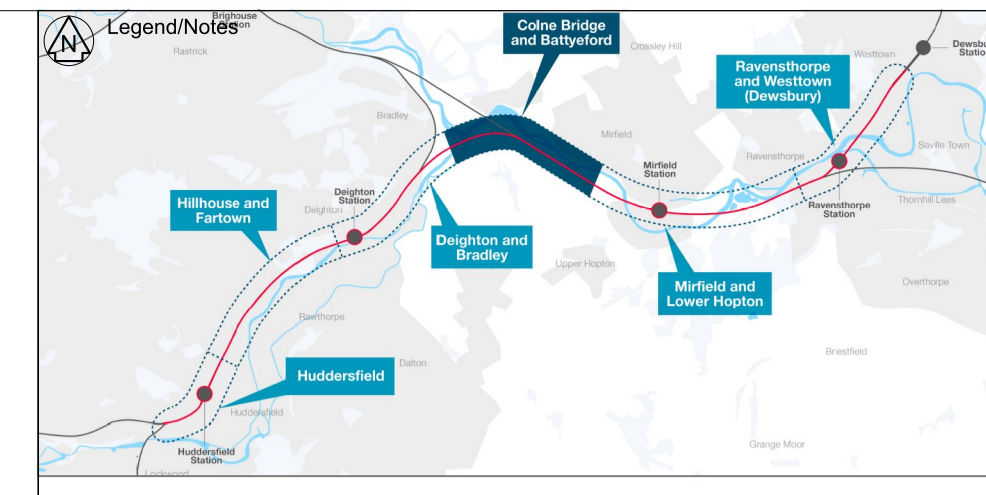 Legend/Notes
N
Brighouse
Station
Rastrick
Colne Bridge
and Battyeford
Crossley Hill
Westtown
Dewsbu
Statio
Ravensthorpe
and Westtown
(Dewsbury)
Bradley
Mirfield
Saville Town
Ravensthorpe
Mirfield
Station
Deighton
Station
Deighton
Hillhouse and
Fartown
Ravensthorpe
Station
Thornhill Lees
Deighton and
Bradley
Upper Hopton
Mirfield and
Lower Hopton
Overthorpe
Rawthorpe
Briestfield
Dalton
Huddersfield
Huddersfield
Grange Moor
Huddersfield
Station
Lockwood